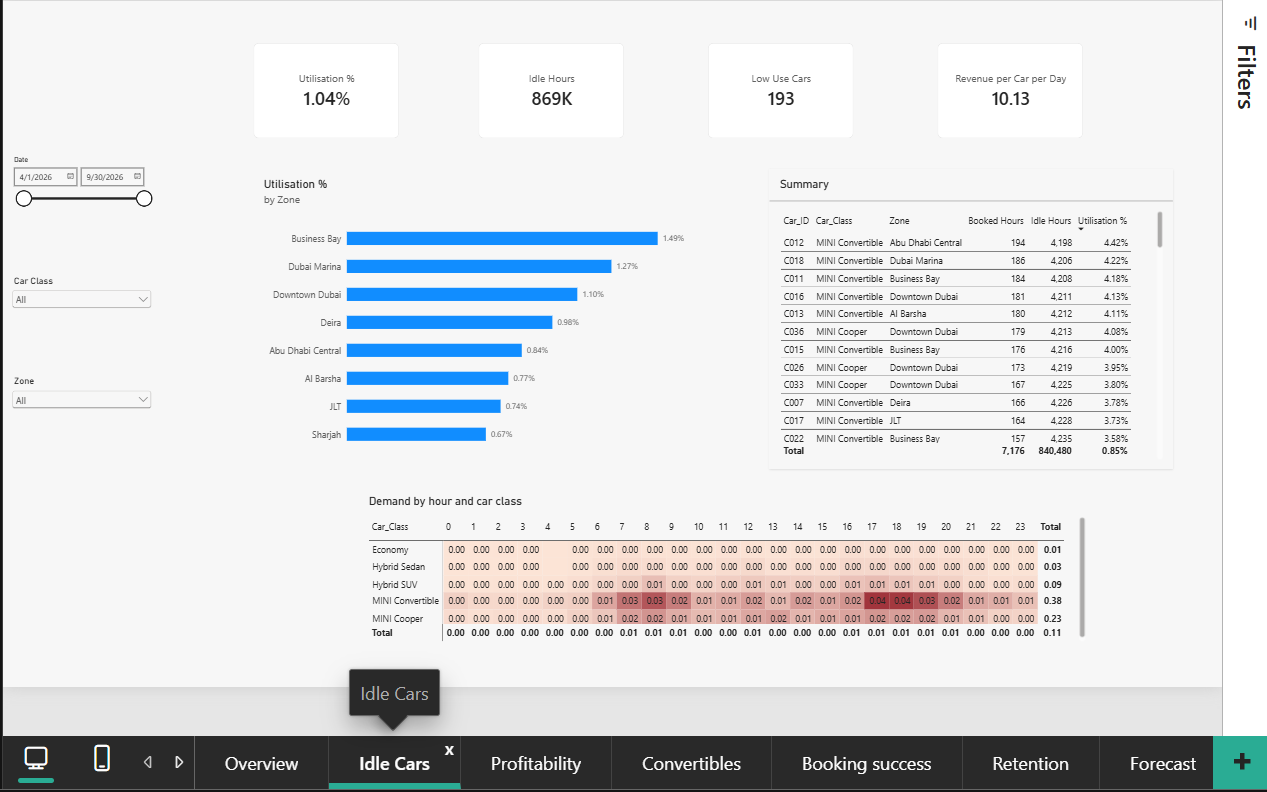 Filters
Utilisation %
1.04%
Idle Hours
869K
Low Use Cars
193
Revenue per Car per Day
10.13
Date
4/1/2026 9/30/2026
Car Class
All
Zone
All
Utilisation %
by Zone
Business Bay 1.49%
Dubai Marina 1.27%
Downtown Dubai 1.10%
Deira 0.98%
Abu Dhabi Central 0.84%
Al Barsha 0.77%
JLT 0.74%
Sharjah 0.67%
Summary
Car_ID Car_Class Zone Booked Hours Idle Hours Utilisation %
C012 MINI Convertible Abu Dhabi Central 194 4,198 4.42%
C018 MINI Convertible Dubai Marina 186 4,206 4.22%
C011 MINI Convertible Business Bay 184 4,208 4.18%
C016 MINI Convertible Downtown Dubai 181 4,211 4.13%
C013 MINI Convertible Al Barsha 180 4,212 4.11%
C036 MINI Cooper Downtown Dubai 179 4,213 4.08%
C015 MINI Convertible Business Bay 176 4,216 4.00%
C026 MINI Cooper Downtown Dubai 173 4,219 3.95%
C033 MINI Cooper Downtown Dubai 167 4,225 3.80%
C007 MINI Convertible Deira 166 4,226 3.78%
C017 MINI Convertible JLT 164 4,228 3.73%
C022 MINI Convertible Business Bay 157 4,235 3.58%
Total 7,176 840,480 0.85%
Demand by hour and car class
Car_Class 0 1 2 3 4 5 6 7 8 9 10 11 12 13 14 15 16 17 18 19 20 21 22 23 Total
Economy 0.00 0.00 0.00 0.00 0.00 0.00 0.00 0.00 0.00 0.00 0.00 0.00 0.00 0.00 0.00 0.00 0.00 0.00 0.00 0.00 0.00 0.00 0.00 0.01
Hybrid Sedan 0.00 0.00 0.00 0.00 0.00 0.00 0.00 0.00 0.00 0.00 0.00 0.00 0.00 0.00 0.00 0.00 0.00 0.00 0.00 0.00 0.00 0.00 0.00 0.03
Hybrid SUV 0.00 0.00 0.00 0.00 0.00 0.00 0.00 0.00 0.01 0.00 0.00 0.00 0.01 0.01 0.00 0.00 0.01 0.01 0.01 0.01 0.00 0.00 0.00 0.00 0.09
MINI Convertible 0.00 0.00 0.00 0.00 0.00 0.00 0.01 0.03 0.03 0.02 0.01 0.01 0.02 0.01 0.02 0.01 0.02 0.04 0.04 0.03 0.02 0.01 0.01 0.01 0.38
MINI Cooper 0.00 0.00 0.00 0.00 0.00 0.00 0.01 0.02 0.02 0.01 0.01 0.01 0.01 0.02 0.01 0.01 0.01 0.02 0.02 0.02 0.01 0.01 0.00 0.00 0.23
Total 0.00 0.00 0.00 0.00 0.00 0.00 0.00 0.01 0.01 0.01 0.00 0.00 0.00 0.00 0.00 0.00 0.01 0.01 0.01 0.01 0.01 0.00 0.00 0.00 0.11
Idle Cars
Overview Idle Cars x Profitability Convertibles Booking success Retention Forecast +